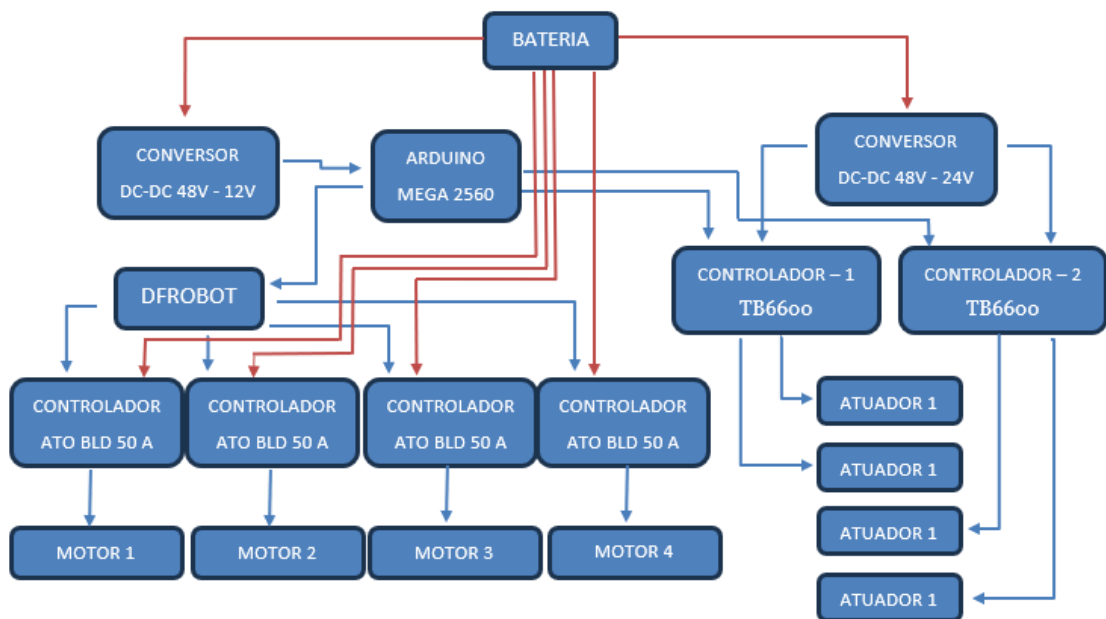 BATERIA
CONVERSOR
DC-DC 48V - 12V
ARDUINO
MEGA 2560
CONVERSOR
DC-DC 48V - 24V
DFROBOT
CONTROLADOR – 1
TB6600
CONTROLADOR – 2
TB6600
CONTROLADOR
ATO BLD 50 A
CONTROLADOR
ATO BLD 50 A
CONTROLADOR
ATO BLD 50 A
CONTROLADOR
ATO BLD 50 A
ATUADOR 1
ATUADOR 1
ATUADOR 1
ATUADOR 1
MOTOR 1
MOTOR 2
MOTOR 3
MOTOR 4